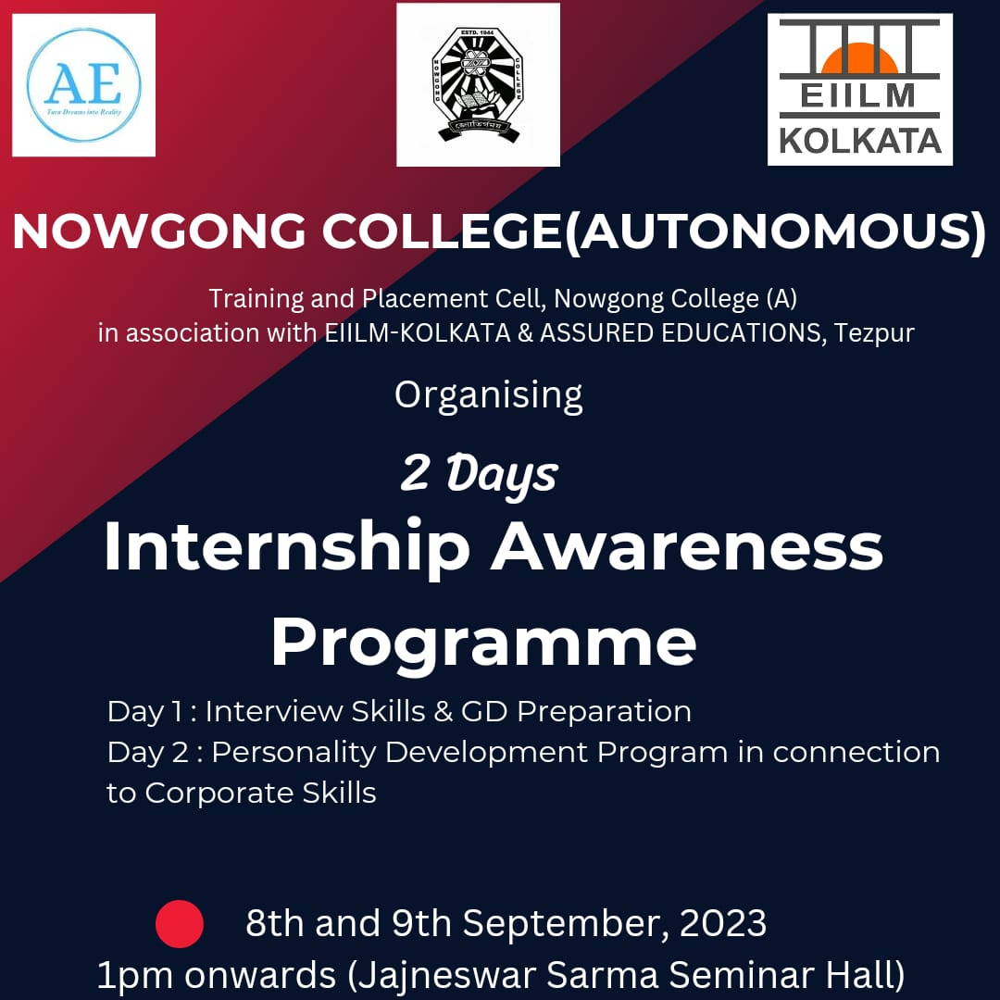 AE
Turn Dreams into Reality
ESTD. 1944
NOWGONG
COLLEGE
জ্যোতিৰ্গময়
EIILM
KOLKATA
NOWGONG COLLEGE(AUTONOMOUS)
Training and Placement Cell, Nowgong College (A)
in association with EIILM-KOLKATA & ASSURED EDUCATIONS, Tezpur
Organising
2 Days
Internship Awareness
Programme
Day 1 : Interview Skills & GD Preparation
Day 2 : Personality Development Program in connection
to Corporate Skills
8th and 9th September, 2023
1pm onwards (Jajneswar Sarma Seminar Hall)